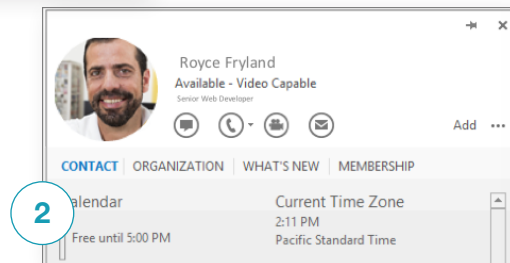 Royce Fryland
Available - Video Capable
Senior Web Developer
Add
CONTACT ORGANIZATION WHAT'S NEW MEMBERSHIP
2
alendar
Free until 5:00 PM
Current Time Zone
2:11 PM
Pacific Standard Time